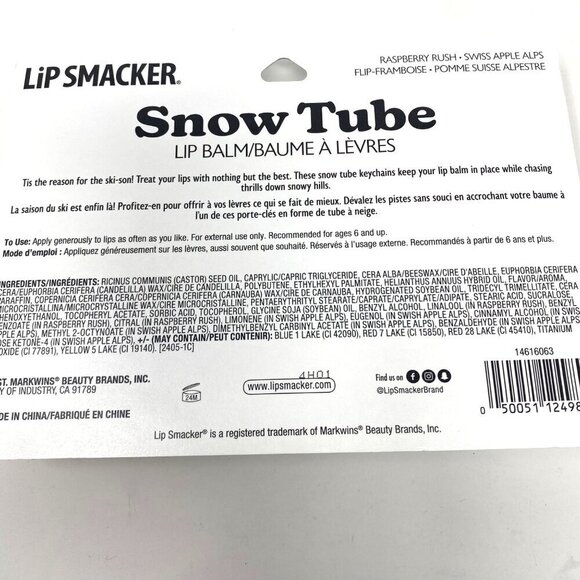 LiP SMACKER®
RASPBERRY RUSH • SWISS APPLE ALPS
FLIP-FRAMBOISE • POMME SUISSE ALPESTRE
Snow Tube
LIP BALM/BAUME À LÈVRES
Tis the reason for the ski-son! Treat your lips with nothing but the best. These snow tube keychains keep your lip balm in place while chasing
thrills down snowy hills.
La saison du ski est enfin là! Profitez-en pour offrir à vos lèvres ce qui se fait de mieux. Dévalez les pistes sans souci en accrochant votre baume à
l'un de ces porte-clés en forme de tube à neige.
To Use: Apply generously to lips as often as you like. For external use only. Recommended for ages 6 and up.
Mode d'emploi : Appliquez généreusement sur les lèvres, aussi souvent que souhaité. Réservés à l'usage externe. Recommandés à partir de 6 ans et plus.
INGREDIENTS/INGRÉDIENTS: RICINUS COMMUNIS (CASTOR) SEED OIL, CAPRYLIC/CAPRIC TRIGLYCERIDE, CERA ALBA/BEESWAX/CIRE D'ABEILLE, EUPHORBIA CERIFERA
CERA/EUPHORBIA CERIFERA (CANDELILLA) WAX/CIRE DE CANDELILLA, POLYBUTENE, ETHYLHEXYL PALMITATE, HELIANTHUS ANNUUS HYBRID OIL, FLAVOR/AROMA,
PARAFFIN, COPERNICIA CERIFERA CERA/COPERNICIA CERIFERA (CARNAUBA) WAX/CIRE DE CARNAUBA, HYDROGENATED SOYBEAN OIL, TRIDECYL TRIMELLITATE, CERA
MICROCRISTALLINA/MICROCRYSTALLINE WAX/CIRE MICROCRISTALLINE, PENTAERYTHRITYL STEARATE/CAPRATE/CAPRYLATE/ADIPATE, STEARIC ACID, SUCRALOSE,
PHENOXYETHANOL, TOCOPHERYL ACETATE, SORBIC ACID, TOCOPHEROL, GLYCINE SOJA (SOYBEAN) OIL, BENZYL ALCOHOL, LINALOOL (IN RASPBERRY RUSH), BENZYL
BENZOATE (IN RASPBERRY RUSH), CITRAL (IN RASPBERRY RUSH), LIMONENE (IN SWISH APPLE ALPS), EUGENOL (IN SWISH APPLE ALPS), CINNAMYL ALCOHOL (IN SWISH
APPLE ALPS), METHYL 2-OCTYNOATE (IN SWISH APPLE ALPS), DIMETHYLBENZYL CARBINYL ACETATE (IN SWISH APPLE ALPS), BENZALDEHYDE (IN SWISH APPLE ALPS),
OSE KETONE-4 (IN SWISH APPLE ALPS), +/- (MAY CONTAIN/PEUT CONTENIR): BLUE 1 LAKE (CI 42090), RED 7 LAKE (CI 15850), RED 22 LAKE (CI 45410), TITANIUM
OXIDE (CI 77891), YELLOW 5 LAKE (CI 19140). [2405-1C]
14616063
ST. MARKWINS® BEAUTY BRANDS, INC.
Y OF INDUSTRY, CA 91789
24M
4H01
www.lipsmacker.com
Find us on
@LipSmackerBrand
0 50051 12498
ADE IN CHINA/FABRIQUÉ EN CHINE
Lip Smacker® is a registered trademark of Markwins® Beauty Brands, Inc.